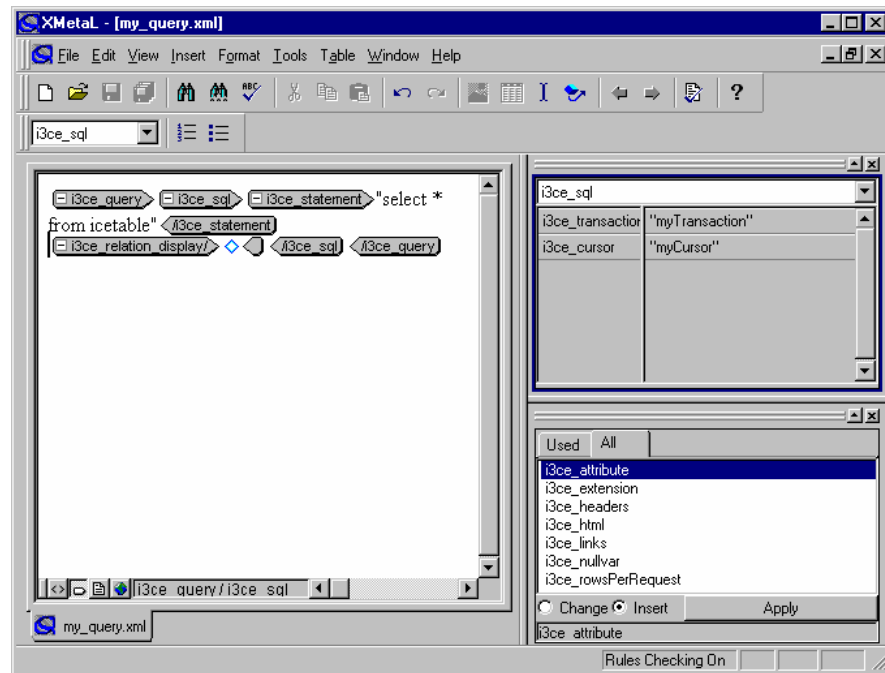 XMetaL - [my_query.xml]
File Edit View Insert Format Tools Table Window Help
ABC
?
i3ce_sql
i3ce_query i3ce_sql i3ce_statement "select *
from icetable" /i3ce_statement
i3ce_relation_display/ /i3ce_sql /i3ce_query
i3ce_query / i3ce_sql
my_query.xml
i3ce_sql
i3ce_transaction "myTransaction"
i3ce_cursor "myCursor"
Used All
i3ce_attribute
i3ce_extension
i3ce_headers
i3ce_html
i3ce_links
i3ce_nullvar
i3ce_rowsPerRequest
Change Insert Apply
i3ce_attribute
Rules Checking On